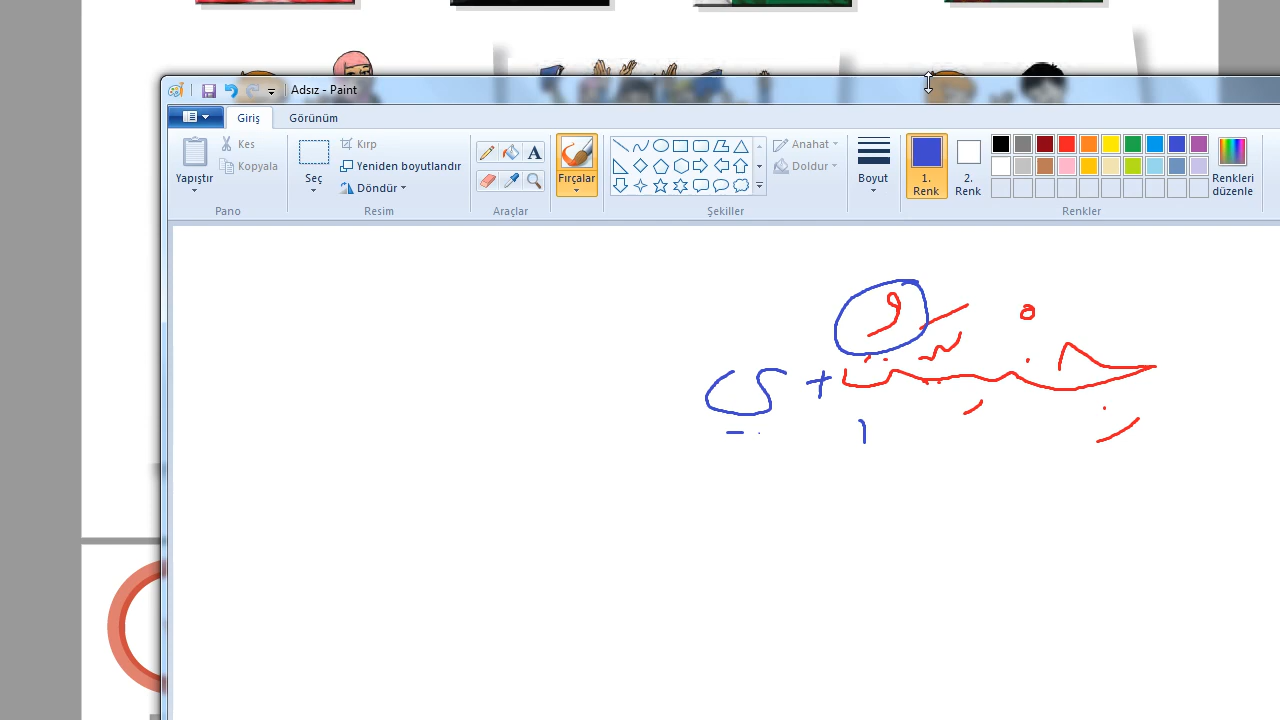 Adsız - Paint
Giriş Görünüm
Yapıştır Kes Kopyala Seç Kırp Yeniden boyutlandır Döndür Fırçalar Anahat Doldur Boyut 1. Renk 2. Renk Renkleri düzenle
Pano Resim Araçlar Şekiller Renkler
جِنْسِيَّتُ + ي